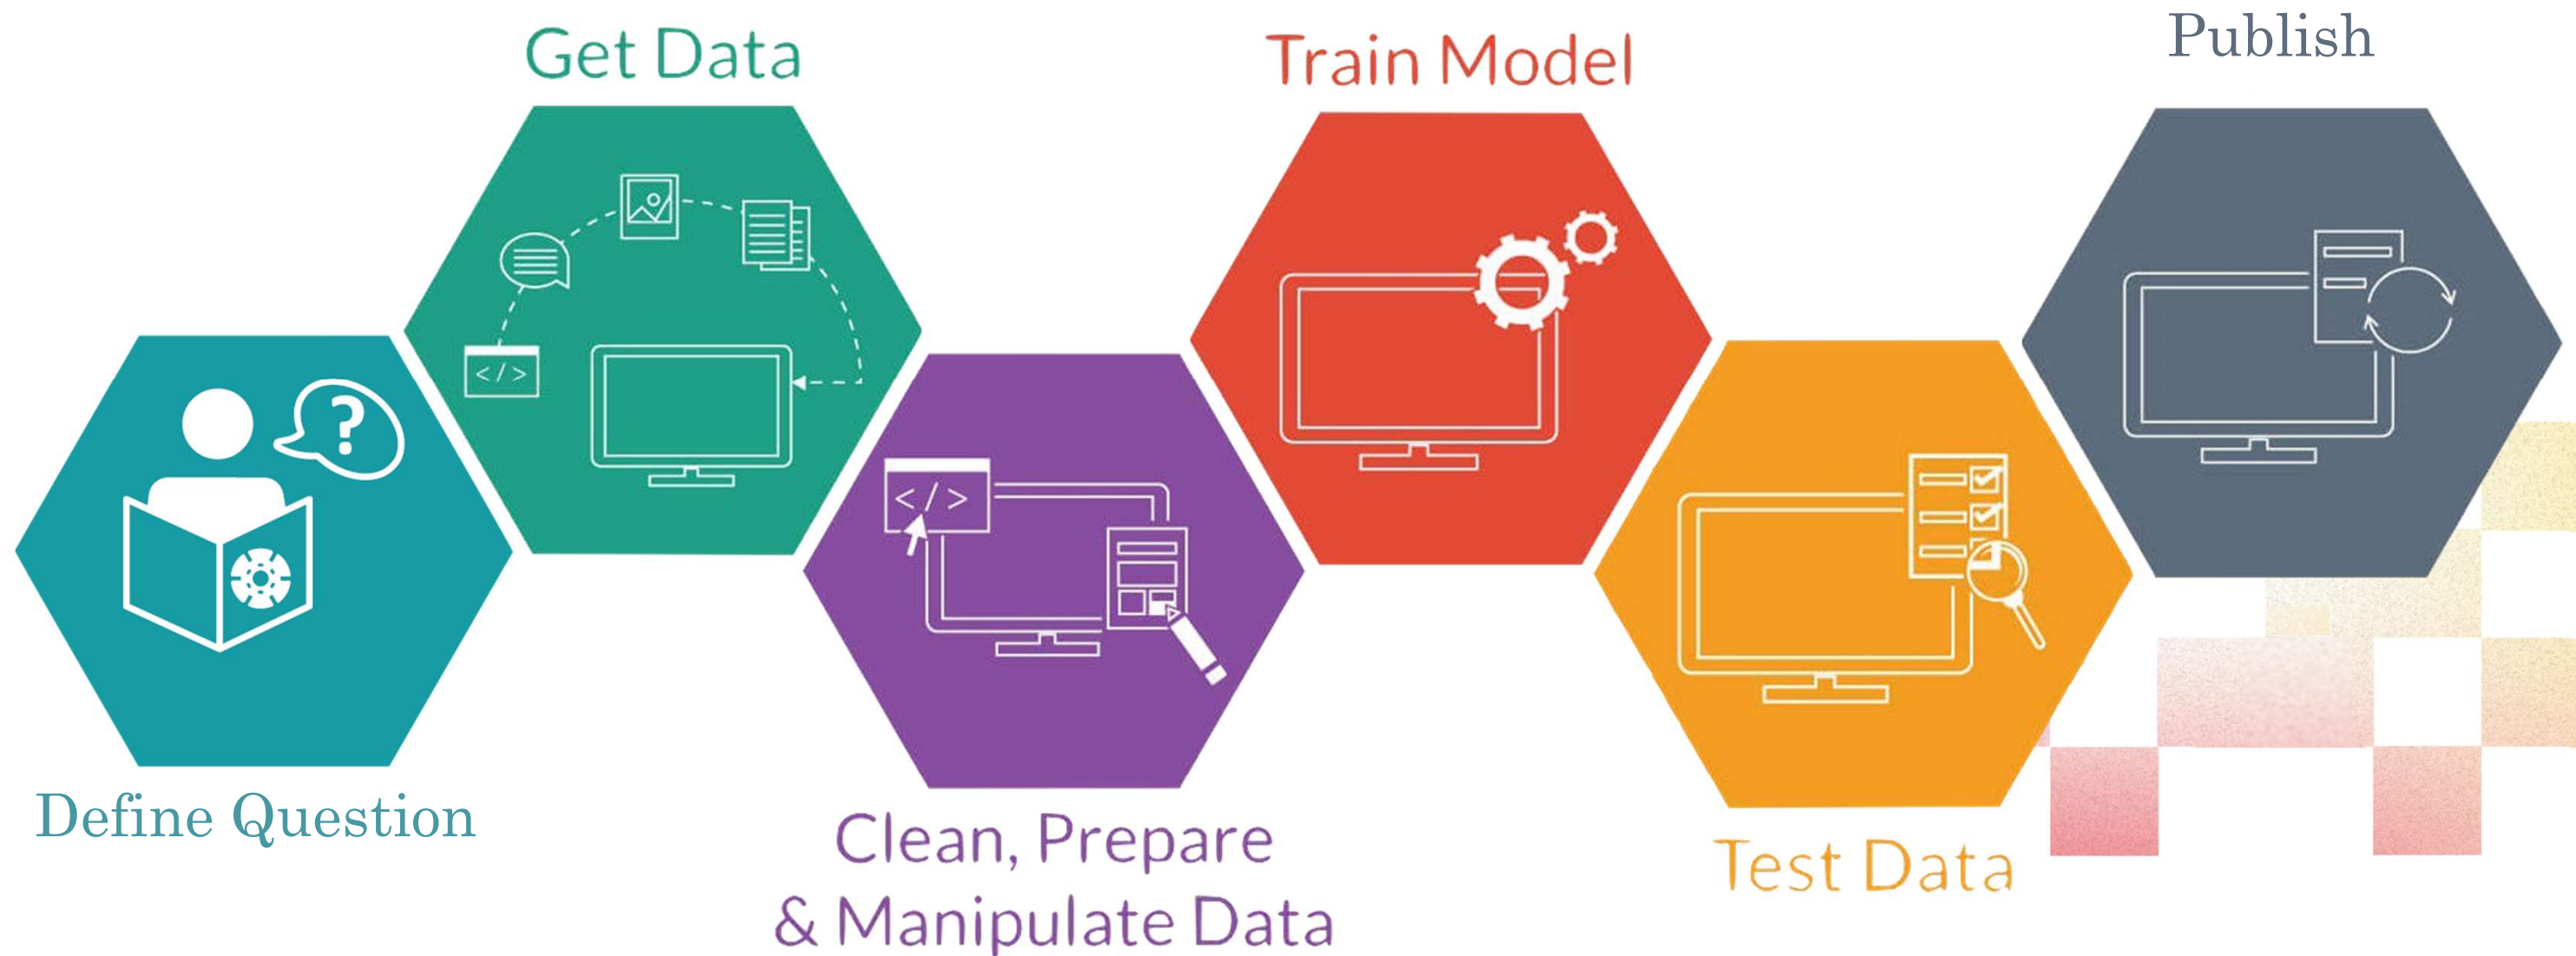 Define Question
Get Data
</>
Clean, Prepare
& Manipulate Data
</>
Train Model
Test Data
Publish
?